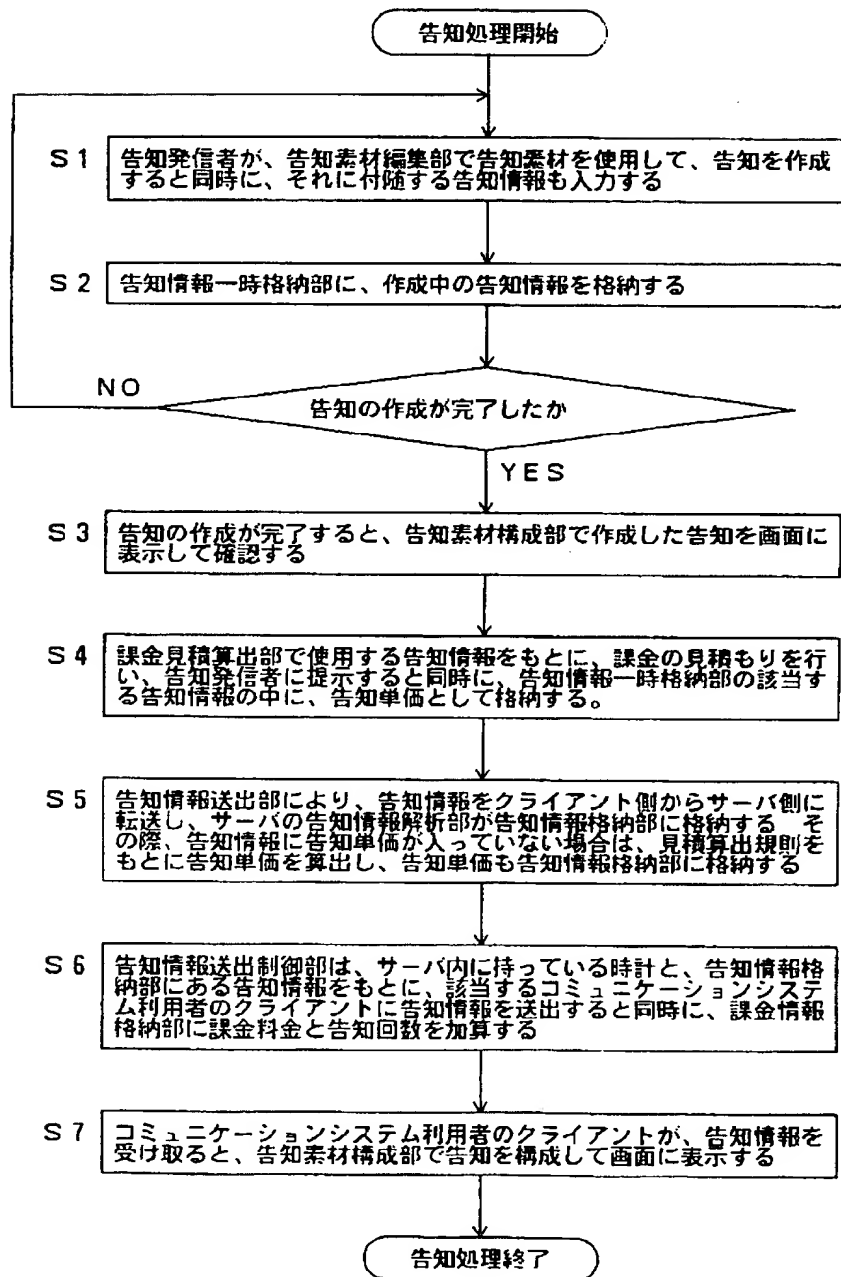 告知処理開始
S1 告知発信者が、告知素材編集部で告知素材を使用して、告知を作成
すると同時に、それに付随する告知情報も入力する
S2 告知情報一時格納部に、作成中の告知情報を格納する
NO
告知の作成が完了したか
YES
S3 告知の作成が完了すると、告知素材構成部で作成した告知を画面に
表示して確認する
S4 課金見積算出部で使用する告知情報をもとに、課金の見積もりを行
い、告知発信者に提示すると同時に、告知情報一時格納部の該当す
る告知情報の中に、告知単価として格納する。
S5 告知情報送出部により、告知情報をクライアント側からサーバ側に
転送し、サーバの告知情報解析部が告知情報格納部に格納する そ
の際、告知情報に告知単価が入っていない場合は、見積算出規則を
もとに告知単価を算出し、告知単価も告知情報格納部に格納する
S6 告知情報送出制御部は、サーバ内に持っている時計と、告知情報格
納部にある告知情報をもとに、該当するコミュニケーションシステ
ム利用者のクライアントに告知情報を送出すると同時に、課金情報
格納部に課金料金と告知回数を加算する
S7 コミュニケーションシステム利用者のクライアントが、告知情報を
受け取ると、告知素材構成部で告知を構成して画面に表示する
告知処理終了